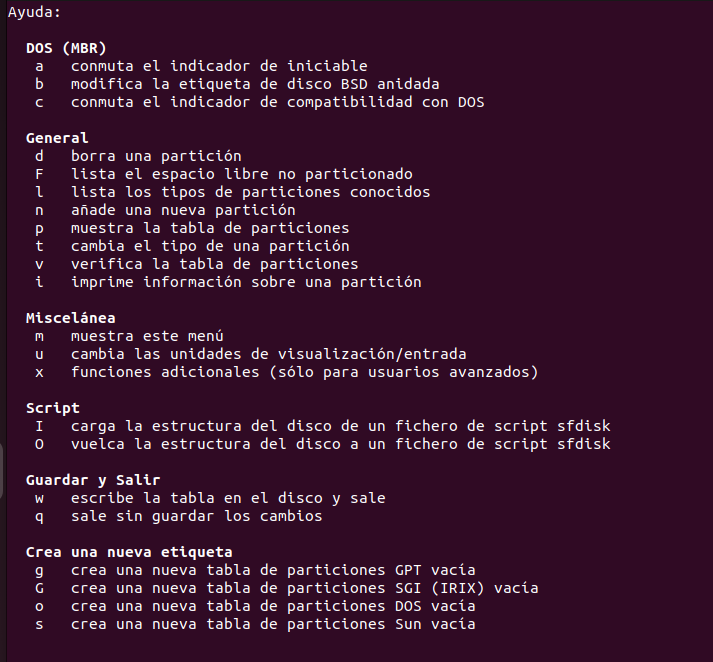 Ayuda:
DOS (MBR)
a conmuta el indicador de iniciable
b modifica la etiqueta de disco BSD anidada
c conmuta el indicador de compatibilidad con DOS
General
d borra una partición
F lista el espacio libre no particionado
l lista los tipos de particiones conocidos
n añade una nueva partición
p muestra la tabla de particiones
t cambia el tipo de una partición
v verifica la tabla de particiones
i imprime información sobre una partición
Miscelánea
m muestra este menú
u cambia las unidades de visualización/entrada
x funciones adicionales (sólo para usuarios avanzados)
Script
I carga la estructura del disco de un fichero de script sfdisk
O vuelca la estructura del disco a un fichero de script sfdisk
Guardar y Salir
w escribe la tabla en el disco y sale
q sale sin guardar los cambios
Crea una nueva etiqueta
g crea una nueva tabla de particiones GPT vacía
G crea una nueva tabla de particiones SGI (IRIX) vacía
o crea una nueva tabla de particiones DOS vacía
s crea una nueva tabla de particiones Sun vacía